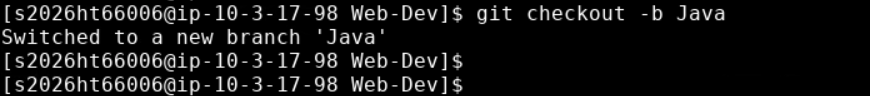 [s2026ht66006@ip-10-3-17-98 Web-Dev]$ git checkout -b Java
Switched to a new branch 'Java'
[s2026ht66006@ip-10-3-17-98 Web-Dev]$
[s2026ht66006@ip-10-3-17-98 Web-Dev]$